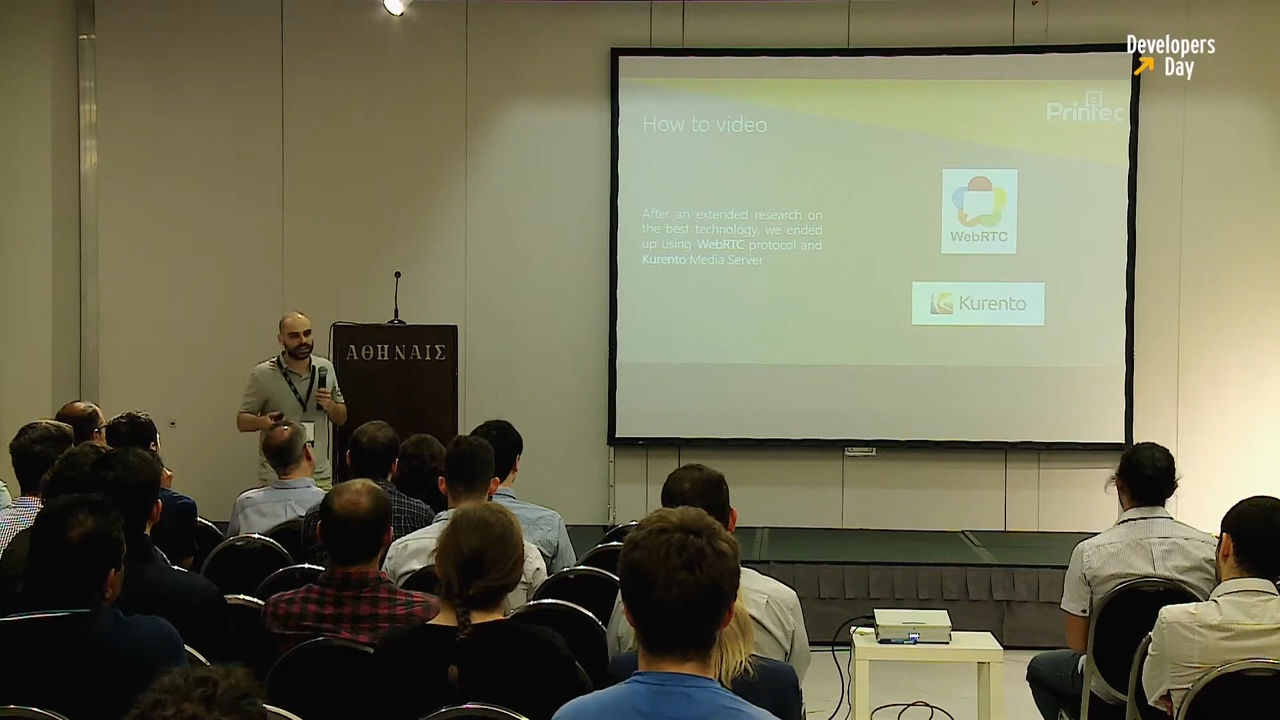 Developers
Day
Printec
How to video
After an extended research on
the best technology, we ended
up using WebRTC protocol and
Kurento Media Server
WebRTC
Kurento
ΑΘΗΝΑΙΣ